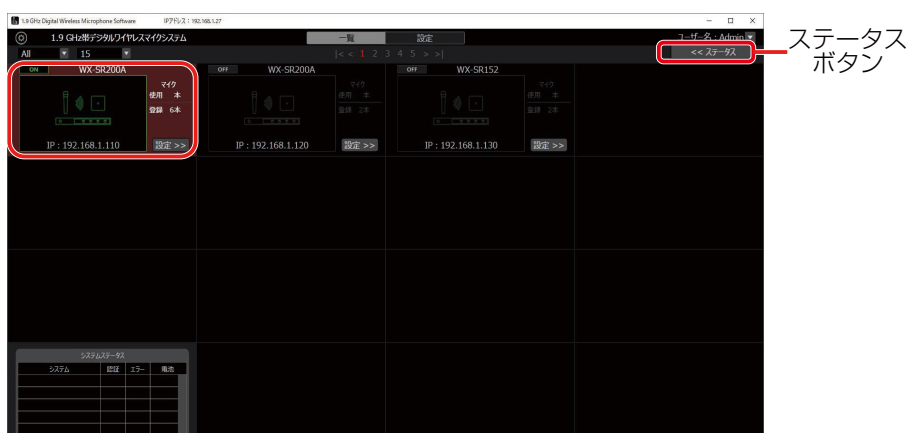 1.9 GHz Digital Wireless Microphone Software IPアドレス : 192.168.1.27
1.9 GHz帯デジタルワイヤレスマイクシステム 一覧 設定 ユーザー名 : Admin
All 15 |< < 1 2 3 4 5 > >| << ステータス
ステータス
ボタン
ON WX-SR200A
マイク
使用 本
登録 6本
IP : 192.168.1.110 設定 >>
OFF WX-SR200A
マイク
使用 本
登録 2本
IP : 192.168.1.120 設定 >>
OFF WX-SR152
マイク
使用 本
登録 2本
IP : 192.168.1.130 設定 >>
システムステータス
システム 認証 エラー 電池